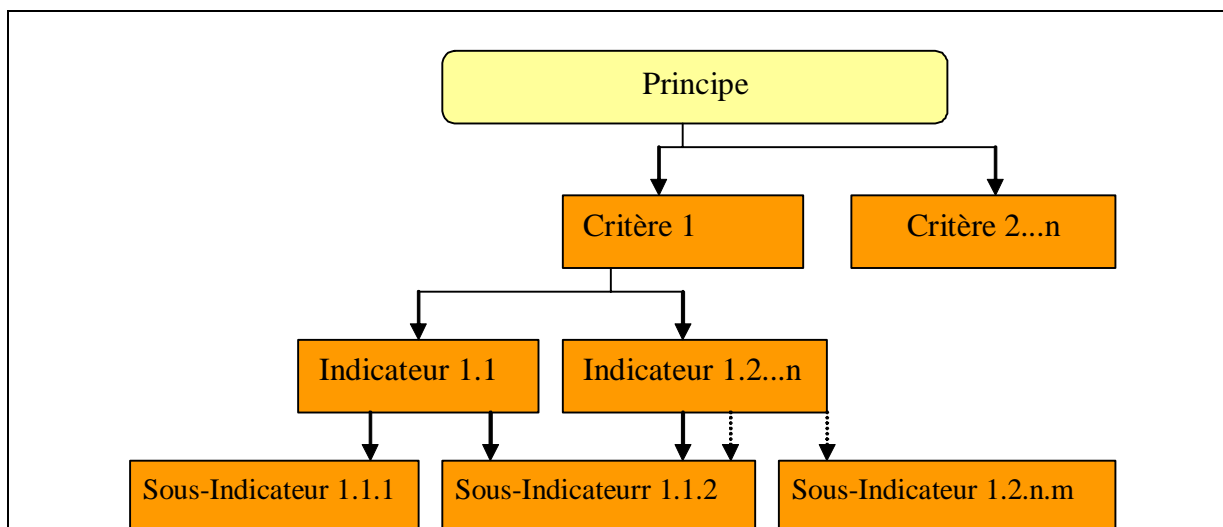 Principe
Critère 1
Critère 2...n
Indicateur 1.1
Indicateur 1.2...n
Sous-Indicateur 1.1.1
Sous-Indicateurr 1.1.2
Sous-Indicateur 1.2.n.m